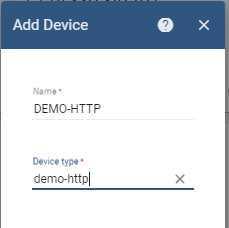 Add Device ?
Name *
DEMO-HTTP
Device type *
demo-http